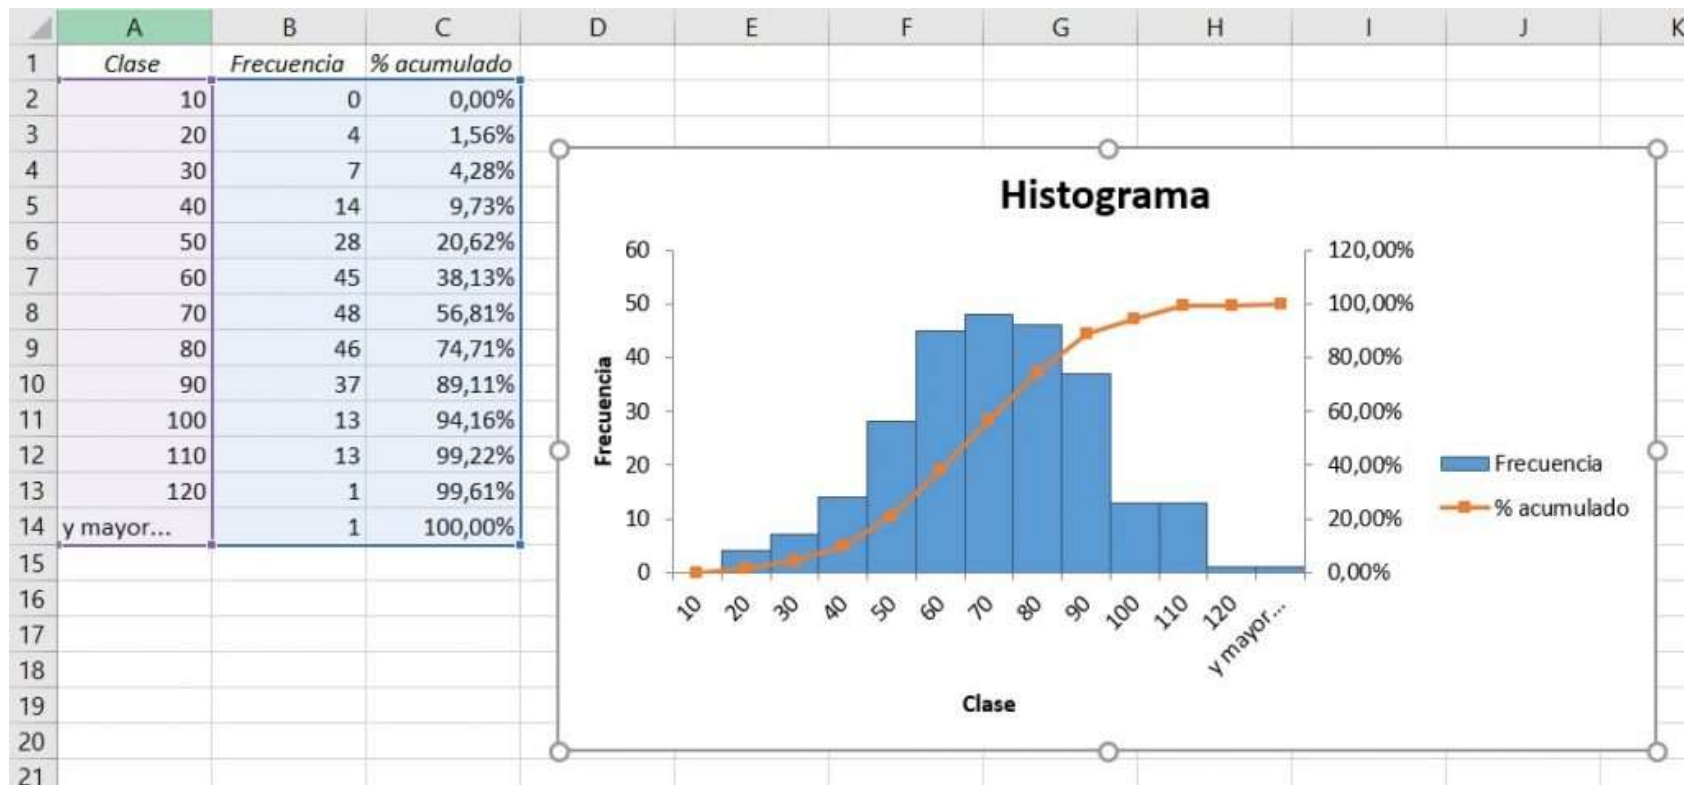 A B C D E F G H I J K
1 Clase Frecuencia % acumulado
2 10 0 0,00%
3 20 4 1,56%
4 30 7 4,28%
5 40 14 9,73%
6 50 28 20,62%
7 60 45 38,13%
8 70 48 56,81%
9 80 46 74,71%
10 90 37 89,11%
11 100 13 94,16%
12 110 13 99,22%
13 120 1 99,61%
14 y mayor... 1 100,00%
15
16
17
18
19
20
21
Histograma
60 120,00%
50 100,00%
40 80,00%
30 60,00%
20 40,00%
10 20,00%
0 0,00%
Frecuencia
10 20 30 40 50 60 70 80 90 100 110 120 y mayor...
Clase
Frecuencia
% acumulado